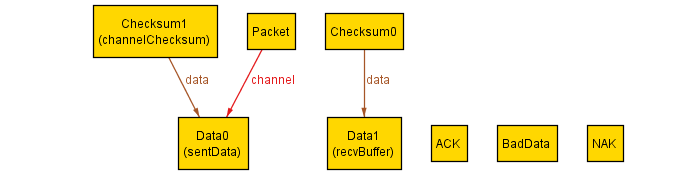 Checksum1
(channelChecksum)
Packet
Checksum0
data
channel
data
Data0
(sentData)
Data1
(recvBuffer)
ACK
BadData
NAK